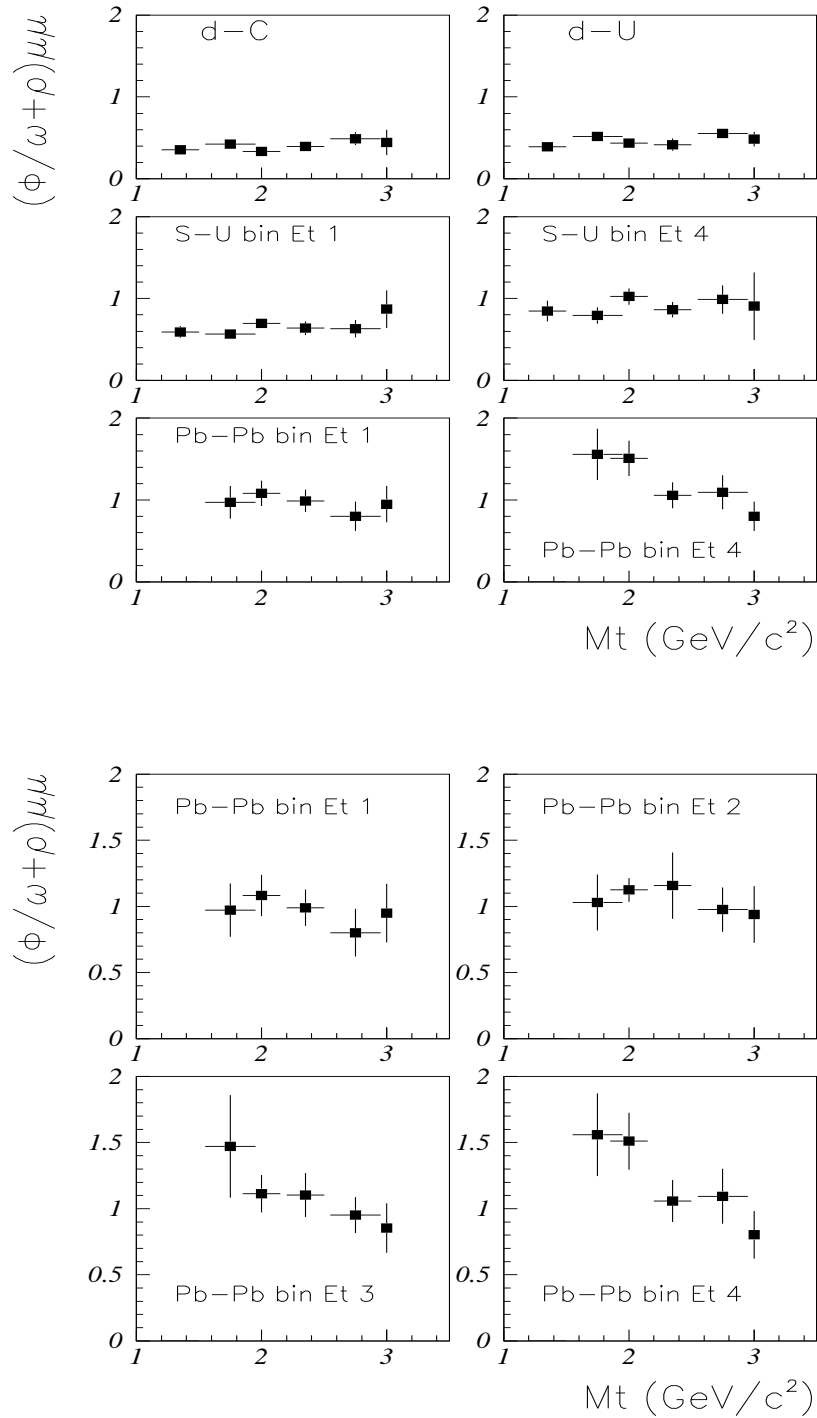 (ϕ/ω+ρ)μμ
d–C
d–U
2
1
0
1 2 3
2
1
0
1 2 3
S–U bin Et 1
S–U bin Et 4
2
1
0
1 2 3
2
1
0
1 2 3
Pb–Pb bin Et 1
Pb–Pb bin Et 4
2
1
0
1 2 3
2
1
0
1 2 3
Mt (GeV/c²)
(ϕ/ω+ρ)μμ
Pb–Pb bin Et 1
Pb–Pb bin Et 2
2
1.5
1
0.5
0
1 2 3
2
1.5
1
0.5
0
1 2 3
Pb–Pb bin Et 3
Pb–Pb bin Et 4
2
1.5
1
0.5
0
1 2 3
2
1.5
1
0.5
0
1 2 3
Mt (GeV/c²)